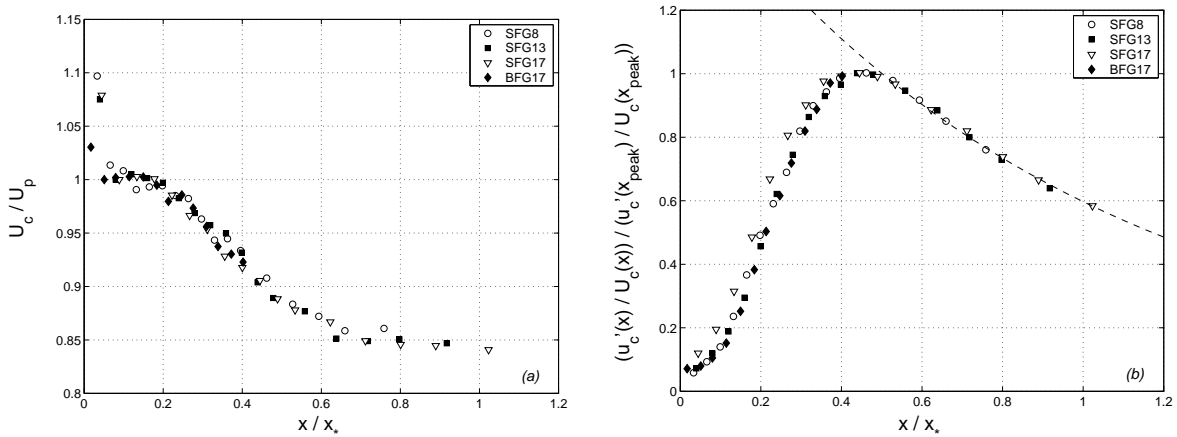 1.15
1.1
1.05
1
0.95
0.9
0.85
0.8
U_c / U_p
0 0.2 0.4 0.6 0.8 1 1.2
x / x_*
SFG8
SFG13
SFG17
BFG17
(a)
1.2
1
0.8
0.6
0.4
0.2
0
(u_c'(x) / U_c(x)) / (u_c'(x_peak) / U_c(x_peak))
0 0.2 0.4 0.6 0.8 1 1.2
x / x_*
SFG8
SFG13
SFG17
BFG17
(b)